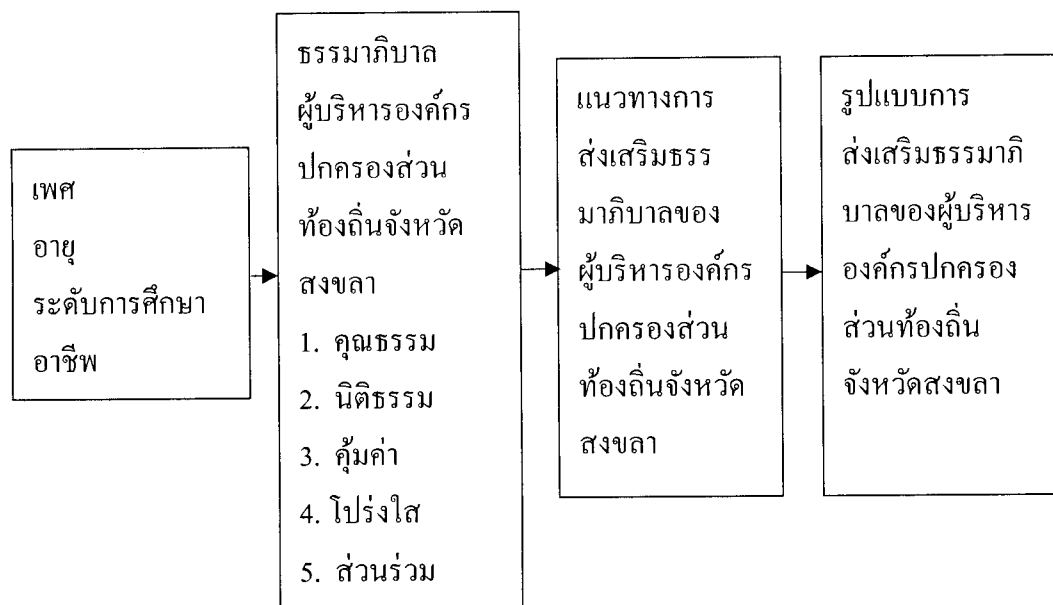 เพศ
อายุ
ระดับการศึกษา
อาชีพ
ธรรมาภิบาล
ผู้บริหารองค์กร
ปกครองส่วน
ท้องถิ่นจังหวัด
สงขลา
1. คุณธรรม
2. นิติธรรม
3. คุ้มค่า
4. โปร่งใส
5. ส่วนร่วม
แนวทางการ
ส่งเสริมธรร
มาภิบาลของ
ผู้บริหารองค์กร
ปกครองส่วน
ท้องถิ่นจังหวัด
สงขลา
รูปแบบการ
ส่งเสริมธรรมาภิ
บาลของผู้บริหาร
องค์กรปกครอง
ส่วนท้องถิ่น
จังหวัดสงขลา